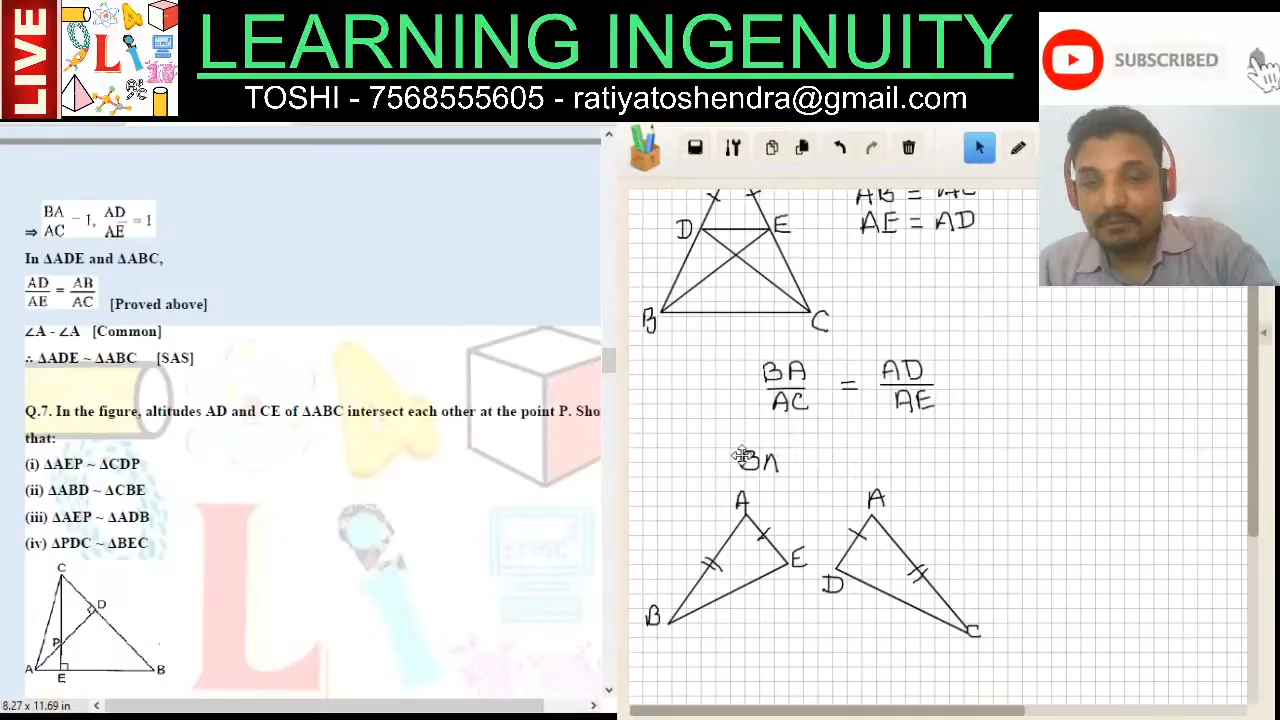 LIVE
LEARNING INGENUITY
TOSHI - 7568555605 - ratiyatoshendra@gmail.com
SUBSCRIBED
⇒ BA/AC = 1, AD/AE = 1
In ΔADE and ΔABC,
AD/AE = AB/AC [Proved above]
∠A - ∠A [Common]
∴ ΔADE ~ ΔABC [SAS]
Q.7. In the figure, altitudes AD and CE of ΔABC intersect each other at the point P. Sho
that:
(i) ΔAEP ~ ΔCDP
(ii) ΔABD ~ ΔCBE
(iii) ΔAEP ~ ΔADB
(iv) ΔPDC ~ ΔBEC
C
D
P
A
B
E
8.27 x 11.69 in
AB = AC
AE = AD
D
E
B
C
BA/AC = AD/AE
BA
A
A
E
D
B
C